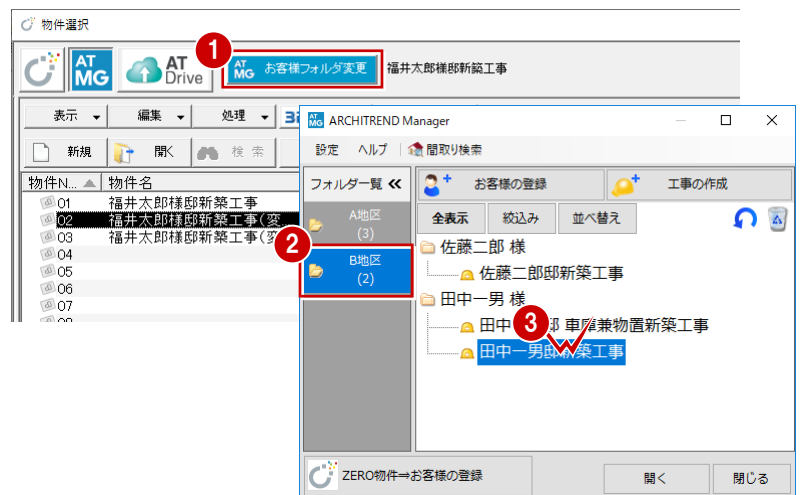 物件選択
1
AT MG
AT Drive
AT MG お客様フォルダ変更
福井太郎様邸新築工事
表示
編集
処理
3i
新規
開く
検索
物件N... 物件名
01 福井太郎様邸新築工事
02 福井太郎様邸新築工事(変
03 福井太郎様邸新築工事(変
04
05
06
07
ARCHITREND Manager
設定 ヘルプ 間取り検索
フォルダ一覧 «
お客様の登録
工事の作成
A地区
(3)
2
B地区
(2)
全表示 絞込み 並べ替え
佐藤二郎 様
佐藤二郎邸新築工事
田中一男 様
田中 邸 車庫兼物置新築工事
3
田中一男邸新築工事
ZERO物件⇒お客様の登録
開く
閉じる